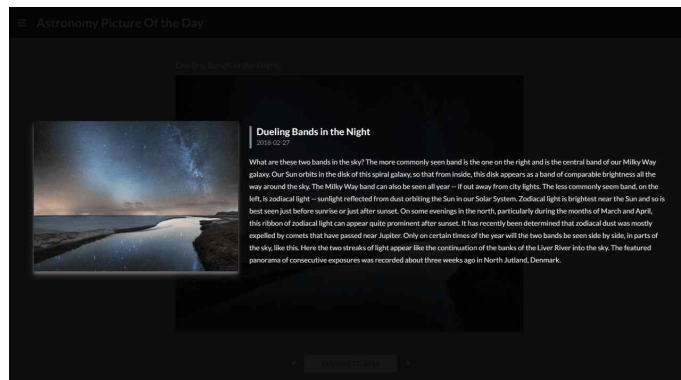 Astronomy Picture Of the Day
Dueling Bands in the Night
Dueling Bands in the Night
2018-02-27
What are these two bands in the sky? The more commonly seen band is the one on the right and is the central band of our Milky Way
galaxy. Our Sun orbits in the disk of this spiral galaxy, so that from inside, this disk appears as a band of comparable brightness all the
way around the sky. The Milky Way band can also be seen all year -- if out away from city lights. The less commonly seem band, on the
left, is zodiacal light -- sunlight reflected from dust orbiting the Sun in our Solar System. Zodiacal light is brightest near the Sun and so is
best seen just before sunrise or just after sunset. On some evenings in the north, particularly during the months of March and April,
this ribbon of zodiacal light can appear quite prominent after sunset. It has recently been determined that zodiacal dust was mostly
expelled by comets that have passed near Jupiter. Only on certain times of the year will the two bands be seen side by side, in parts of
the sky, like this. Here the two streaks of light appear like the continuation of the banks of the Liver River into the sky. The featured
panorama of consecutive exposures was recorded about three weeks ago in North Jutland, Denmark.